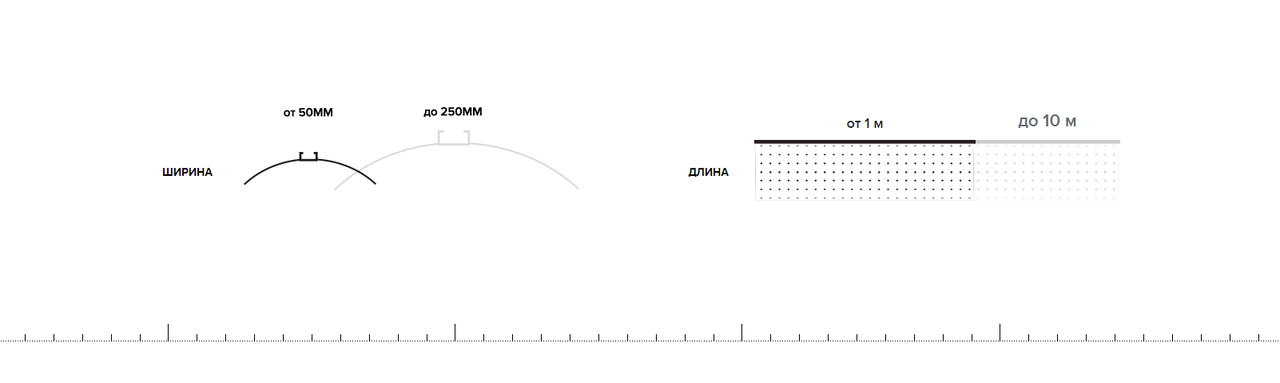 ШИРИНА
от 50ММ
до 250ММ
ДЛИНА
от 1 м
до 10 м